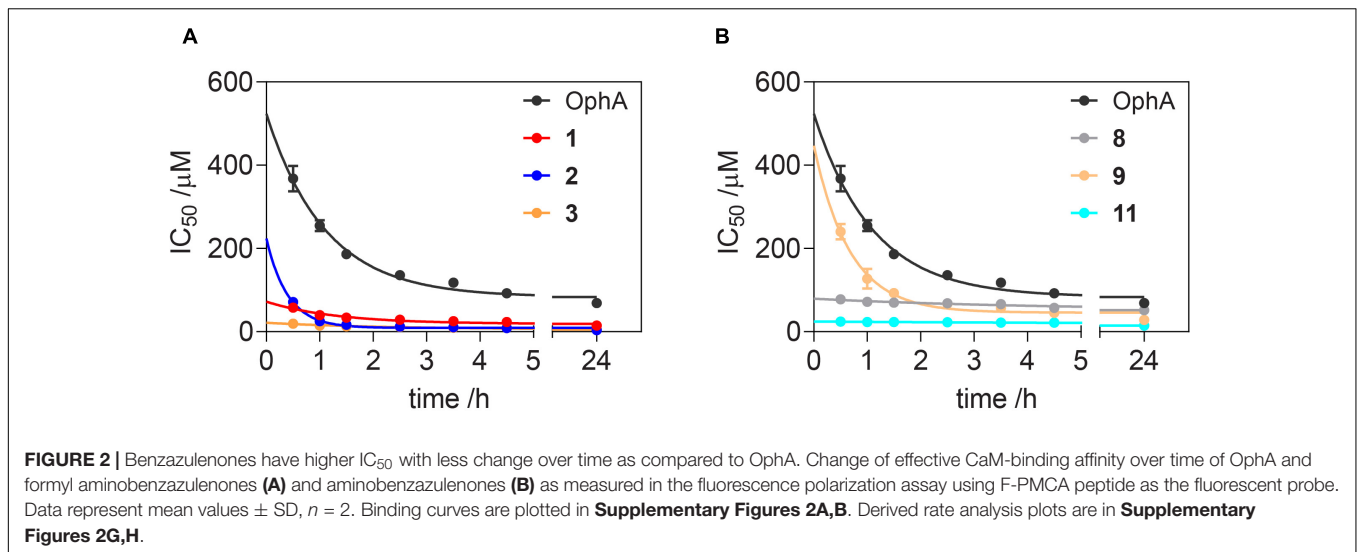 A
600
400
200
0
IC50 /μM
0 1 2 3 4 5 24
time /h
OphA
1
2
3
B
600
400
200
0
IC50 /μM
0 1 2 3 4 5 24
time /h
OphA
8
9
11
FIGURE 2 | Benzazulenones have higher IC50 with less change over time as compared to OphA. Change of effective CaM-binding affinity over time of OphA and
formyl aminobenzazulenones (A) and aminobenzazulenones (B) as measured in the fluorescence polarization assay using F-PMCA peptide as the fluorescent probe.
Data represent mean values ± SD, n = 2. Binding curves are plotted in Supplementary Figures 2A,B. Derived rate analysis plots are in Supplementary
Figures 2G,H.